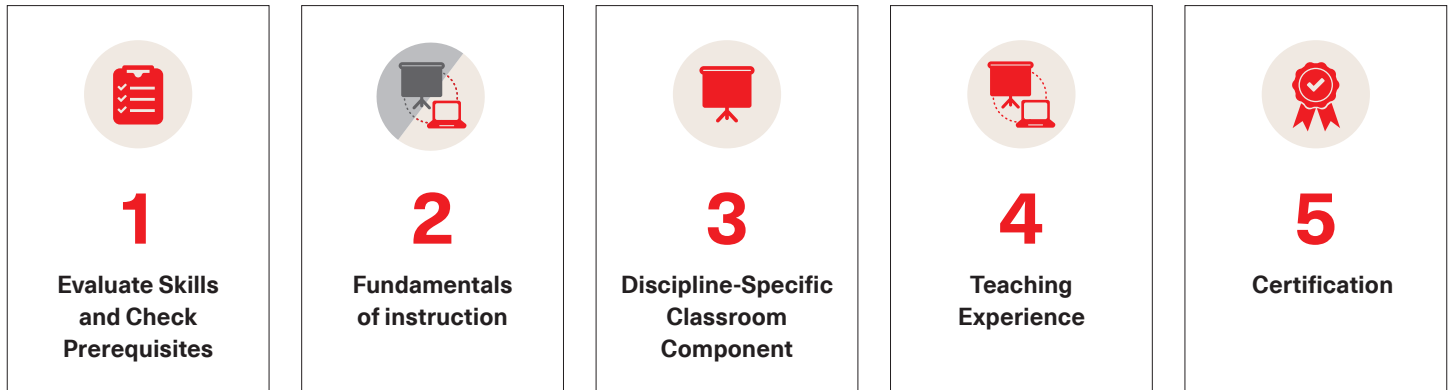 1
Evaluate Skills
and Check
Prerequisites
2
Fundamentals
of instruction
3
Discipline-Specific
Classroom
Component
4
Teaching
Experience
5
Certification